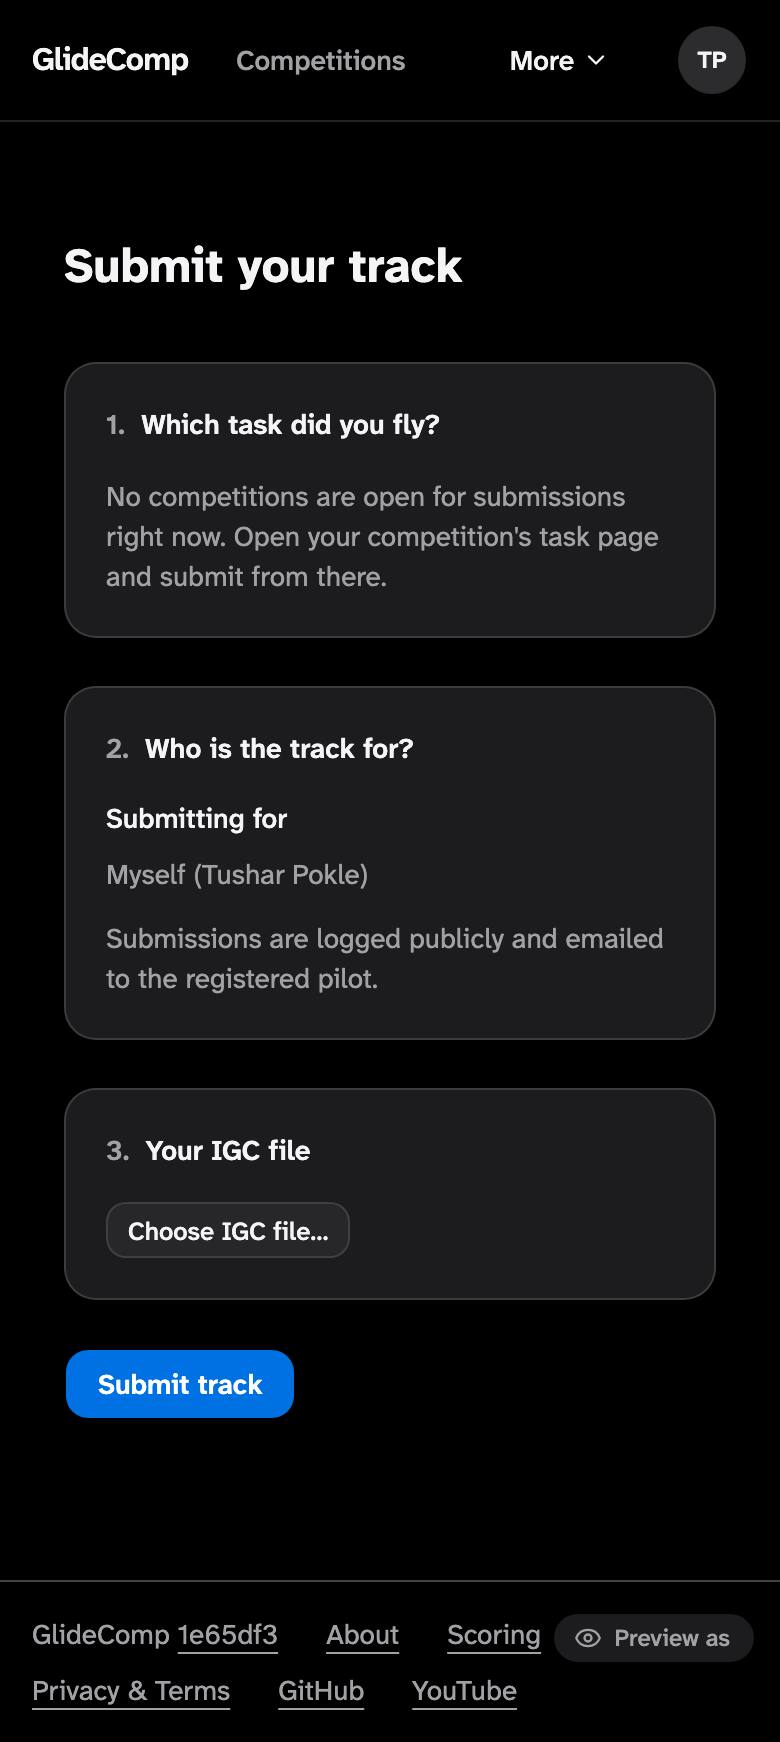 GlideComp Competitions More TP
Submit your track
1. Which task did you fly?
No competitions are open for submissions
right now. Open your competition's task page
and submit from there.
2. Who is the track for?
Submitting for
Myself (Tushar Pokle)
Submissions are logged publicly and emailed
to the registered pilot.
3. Your IGC file
Choose IGC file...
Submit track
GlideComp 1e65df3 About Scoring Preview as
Privacy & Terms GitHub YouTube